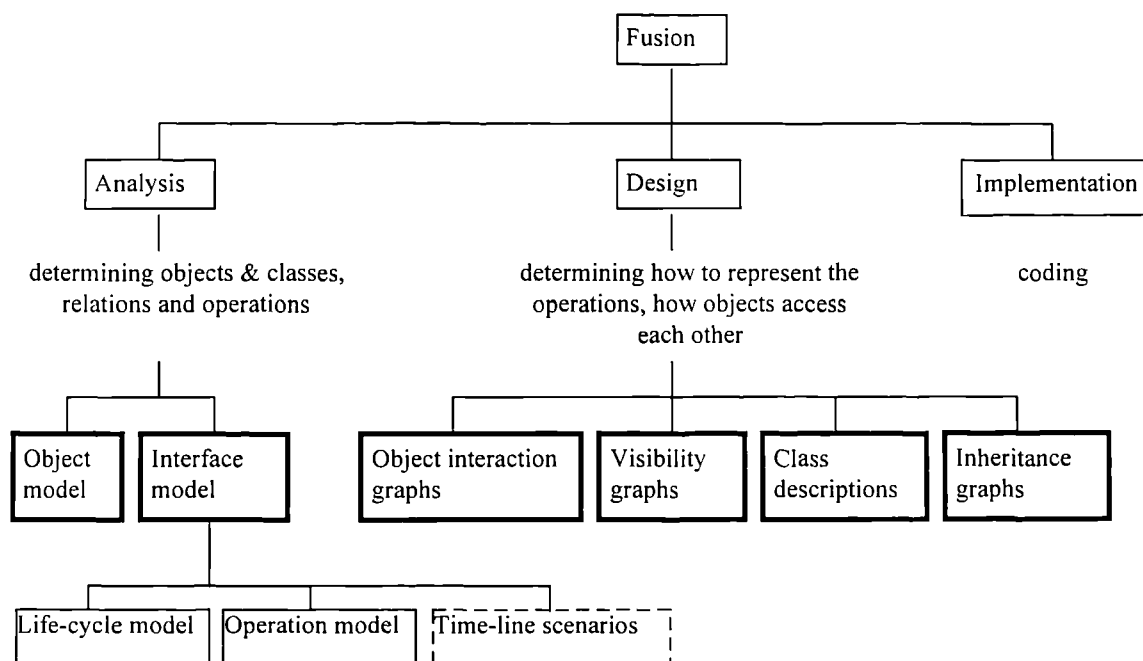 Fusion
Analysis
Design
Implementation
determining objects & classes,
relations and operations
determining how to represent the
operations, how objects access
each other
coding
Object
model
Interface
model
Object interaction
graphs
Visibility
graphs
Class
descriptions
Inheritance
graphs
Life-cycle model
Operation model
Time-line scenarios